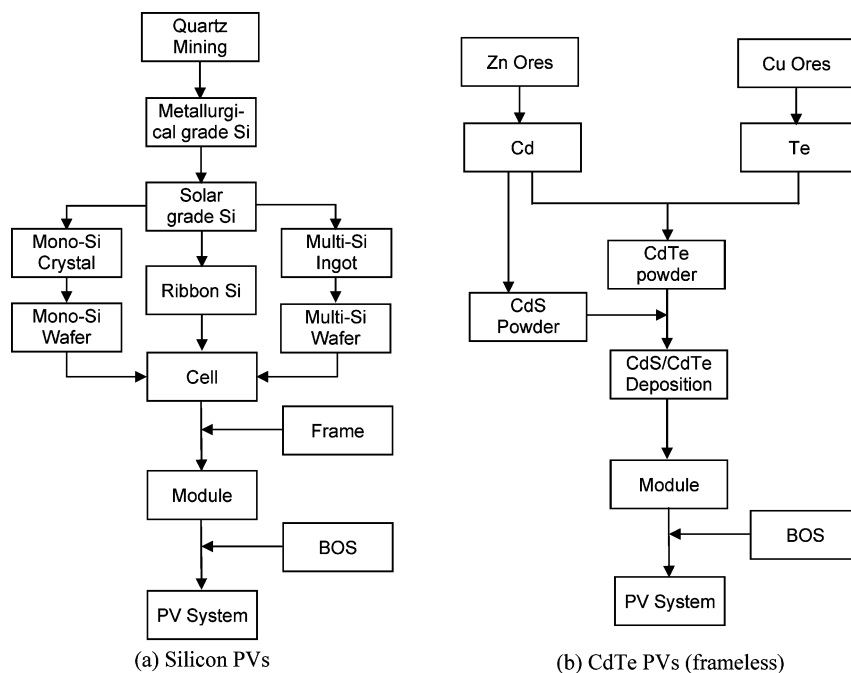 Quartz
Mining
Metallurgi-
cal grade Si
Solar
grade Si
Mono-Si
Crystal
Ribbon Si
Multi-Si
Ingot
Mono-Si
Wafer
Multi-Si
Wafer
Cell
Frame
Module
BOS
PV System
(a) Silicon PVs
Zn Ores
Cu Ores
Cd
Te
CdTe
powder
CdS
Powder
CdS/CdTe
Deposition
Module
BOS
PV System
(b) CdTe PVs (frameless)